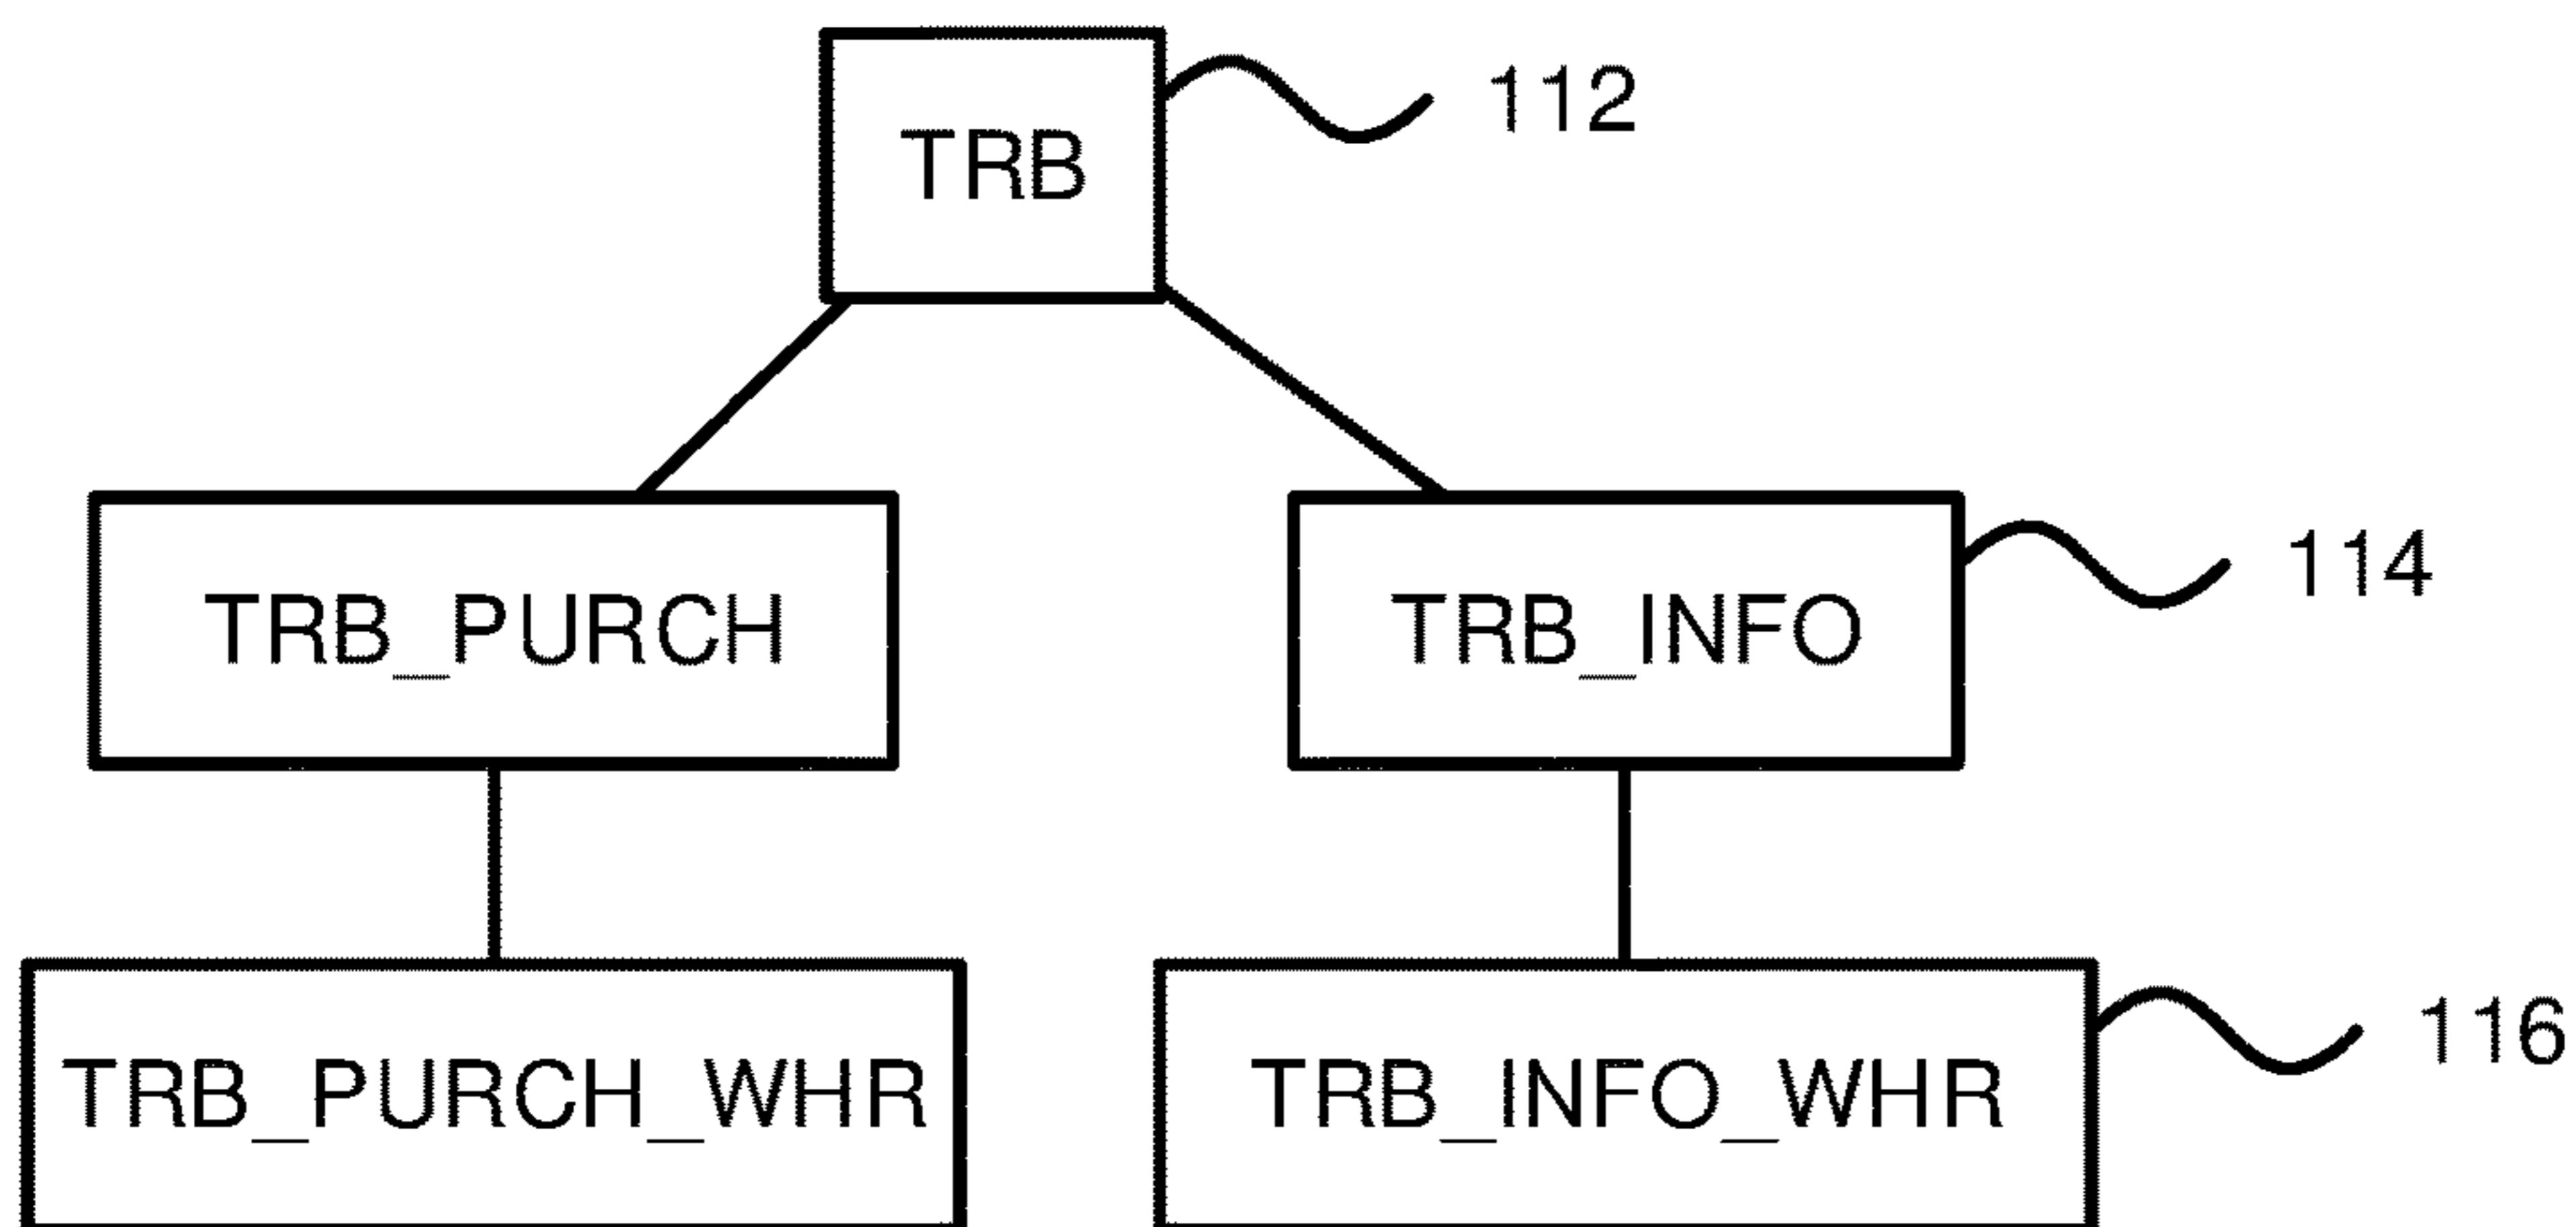 TRB
112
TRB_PURCH
TRB_INFO
114
TRB_PURCH_WHR
TRB_INFO_WHR
116